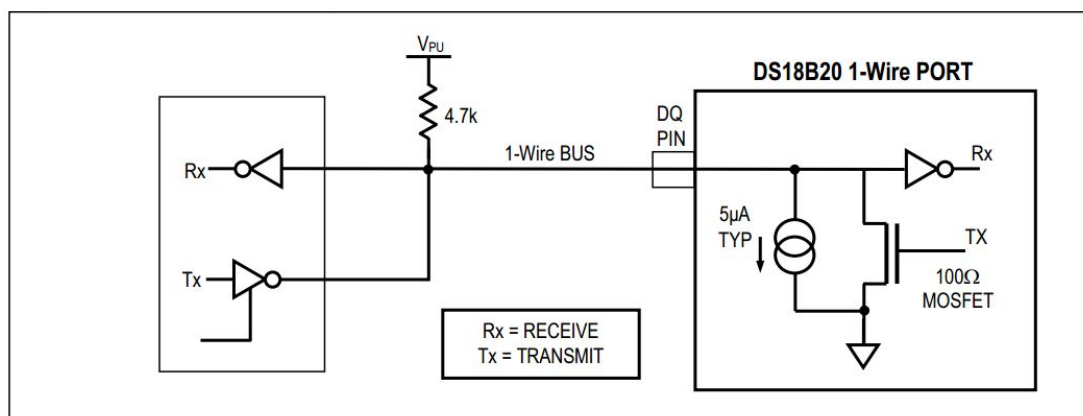 V_PU
4.7k
Rx
1-Wire BUS
Tx
DQ
PIN
DS18B20 1-Wire PORT
Rx
5µA
TYP
TX
100Ω
MOSFET
Rx = RECEIVE
Tx = TRANSMIT